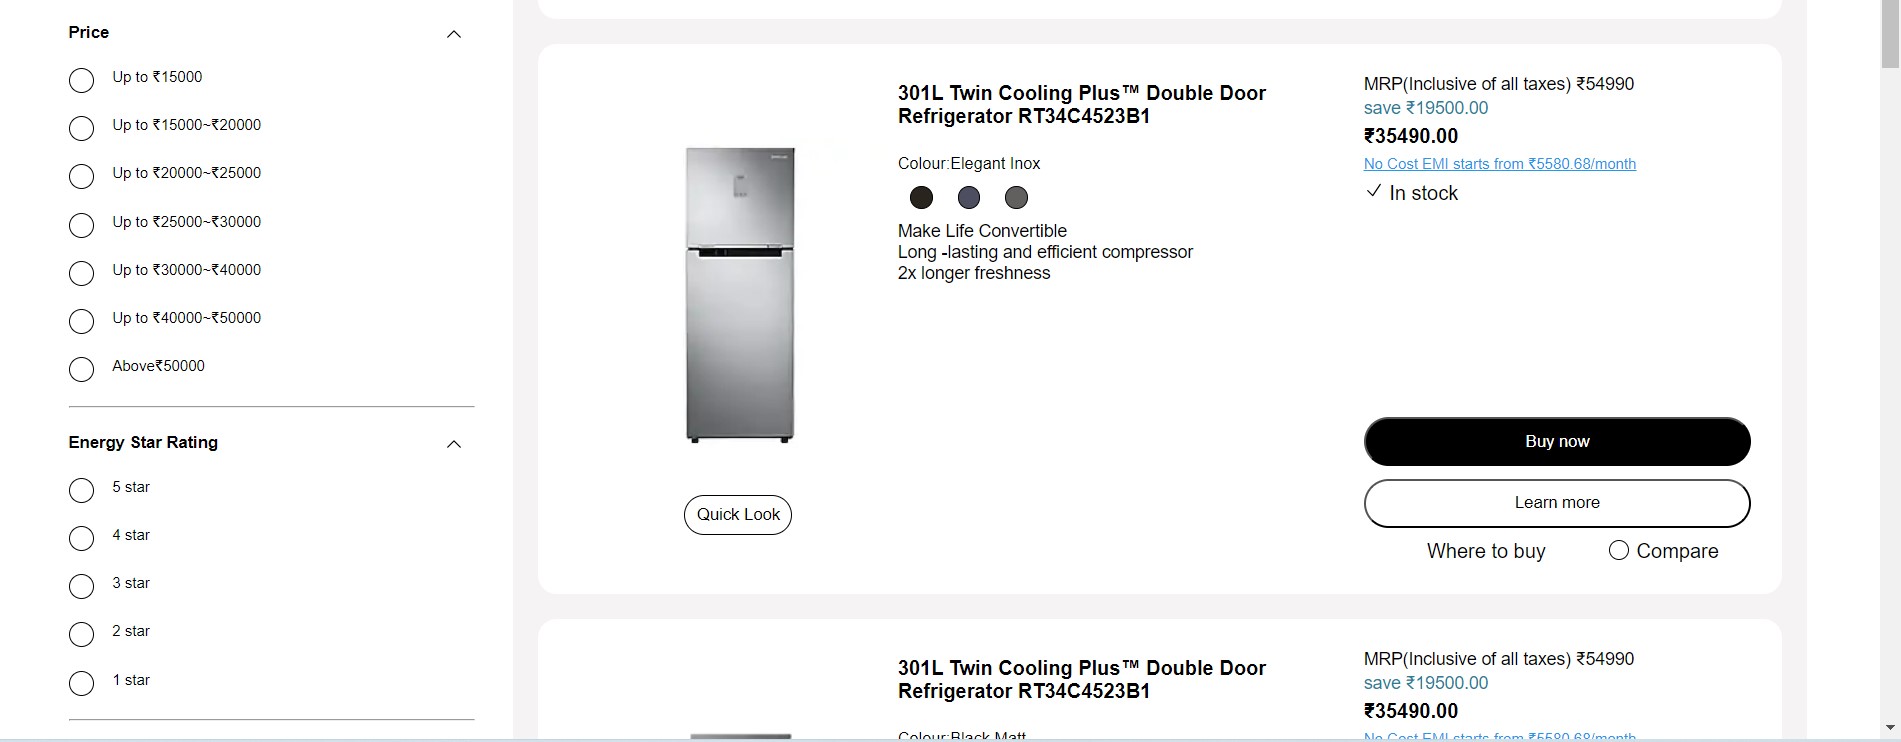 Price
Up to ₹15000
Up to ₹15000~₹20000
Up to ₹20000~₹25000
Up to ₹25000~₹30000
Up to ₹30000~₹40000
Up to ₹40000~₹50000
Above₹50000
Energy Star Rating
5 star
4 star
3 star
2 star
1 star
301L Twin Cooling Plus™ Double Door
Refrigerator RT34C4523B1
Colour:Elegant Inox
Make Life Convertible
Long -lasting and efficient compressor
2x longer freshness
Quick Look
MRP(Inclusive of all taxes) ₹54990
save ₹19500.00
₹35490.00
No Cost EMI starts from ₹5580.68/month
In stock
Buy now
Learn more
Where to buy
Compare
301L Twin Cooling Plus™ Double Door
Refrigerator RT34C4523B1
Colour:Black Matt
MRP(Inclusive of all taxes) ₹54990
save ₹19500.00
₹35490.00
No Cost EMI starts from ₹5580.68/month